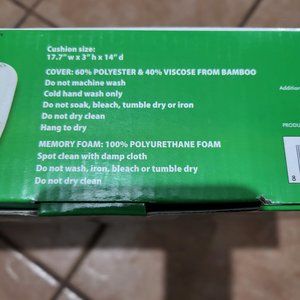 Cushion size:
17.7" w x 3" h x 14" d
COVER: 60% POLYESTER & 40% VISCOSE FROM BAMBOO
Do not machine wash
Cold hand wash only
Do not soak, bleach, tumble dry or iron
Do not dry clean
Hang to dry
MEMORY FOAM: 100% POLYURETHANE FOAM
Spot clean with damp cloth
Do not wash, iron, bleach or tumble dry
Do not dry clean
Addition
PRODU
8